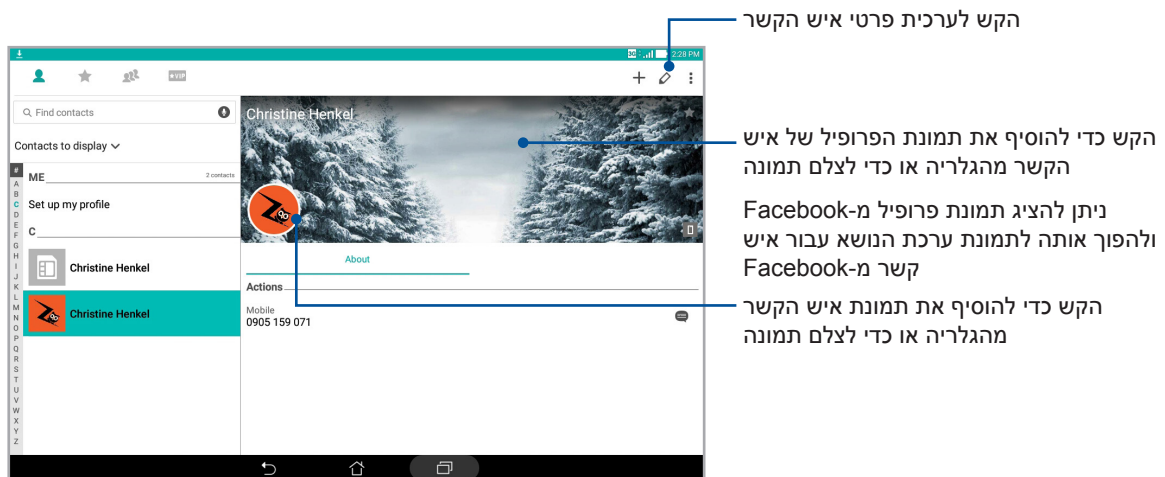 הקש לערכית פרטי איש הקשר
3G 2:28 PM
VIP
Find contacts
Christine Henkel
Contacts to display
ME
2 contacts
Set up my profile
C
Christine Henkel
Christine Henkel
#
A
B
C
D
E
F
G
H
I
J
K
L
M
N
O
P
Q
R
S
T
U
V
W
X
Y
Z
About
Actions
Mobile
0905 159 071
הקש כדי להוסיף את תמונת הפרופיל של איש
הקשר מהגלריה או כדי לצלם תמונה
ניתן להציג תמונת פרופיל מ-Facebook
ולהפוך אותה לתמונת ערכת הנושא עבור איש
קשר מ-Facebook
הקש כדי להוסיף את תמונת איש הקשר
מהגלריה או כדי לצלם תמונה